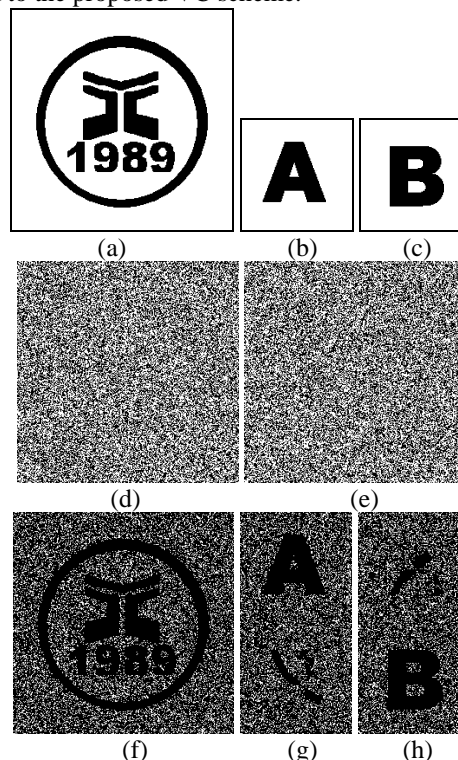 to the proposed VC scheme.
1989
A
B
(a)
(b)
(c)
(d)
(e)
1989
A
B
(f)
(g)
(h)